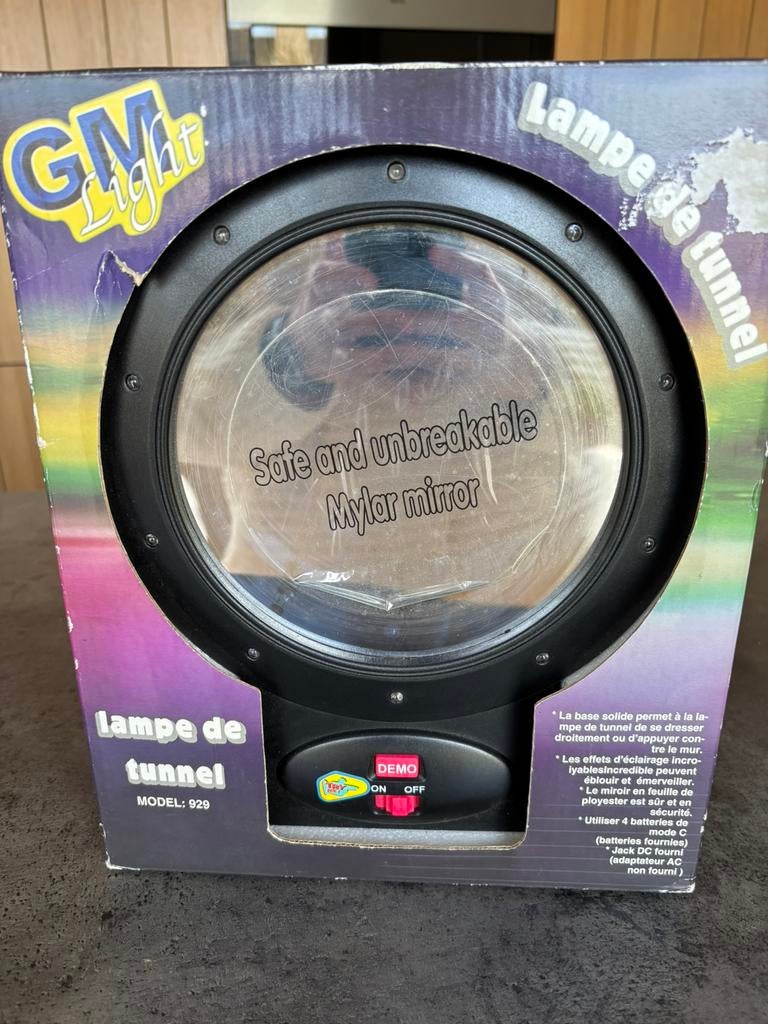 GM
Light
Lampe de tunnel
Safe and unbreakable
Mylar mirror
lampe de
tunnel
MODEL: 929
DEMO
TRY
ON OFF
* La base solide permet à la la-
mpe de tunnel de se dresser
droitement ou d'appuyer con-
tre le mur.
* Les effets d'éclairage incro-
iyablesIncredible peuvent
éblouir et émerveiller.
* Le miroir en feuille de
ployester est sûr et en
sécurité.
* Utiliser 4 batteries de
mode C
(batteries fournies)
* Jack DC fourni
(adaptateur AC
non fourni )